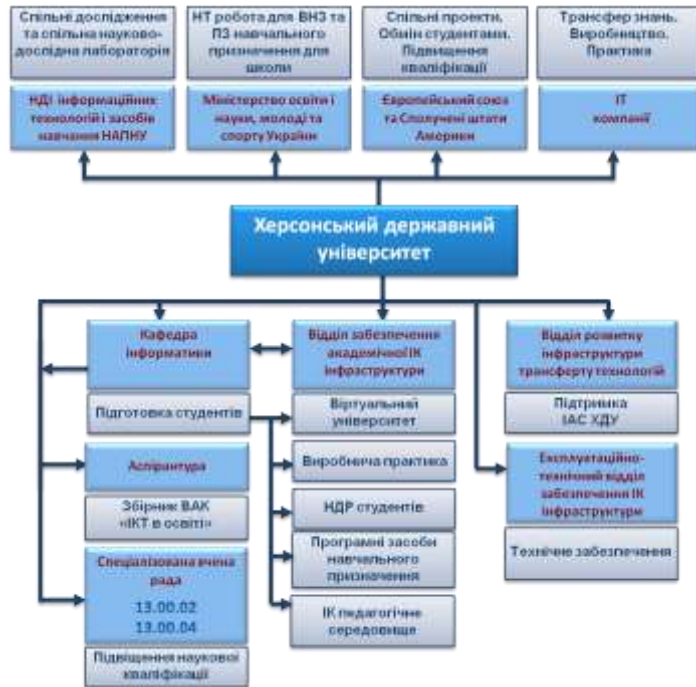 Спільні дослідження
та спільна науково-
дослідна лабораторія
НТ робота для ВНЗ та
ПЗ навчального
призначення для
школи
Спільні проекти.
Обмін студентами.
Підвищення
кваліфікації
Трансфер знань.
Виробництво.
Практика
НДІ інформаційних
технологій і засобів
навчання НАПНУ
Міністерство освіти і
науки, молоді та
спорту України
Європейський союз
та Сполучені штати
Америки
ІТ
компанії
Херсонський державний
університет
Кафедра
інформатики
Відділ забезпечення
академічної ІК
інфраструктури
Відділ розвитку
інфраструктури
трансферту технологій
Підготовка студентів
Віртуальний
університет
Підтримка
ІАС ХДУ
Виробнича практика
Аспірантура
Експлуатаційно-
технічний відділ
забезпечення ІК
інфраструктури
Збірник ВАК
«ІКТ в освіті»
НДР студентів
Програмні засоби
навчального
призначення
Технічне забезпечення
Спеціалізована вчена
рада
13.00.02
13.00.04
ІК педагогічне
середовище
Підвіщення наукової
кваліфікації